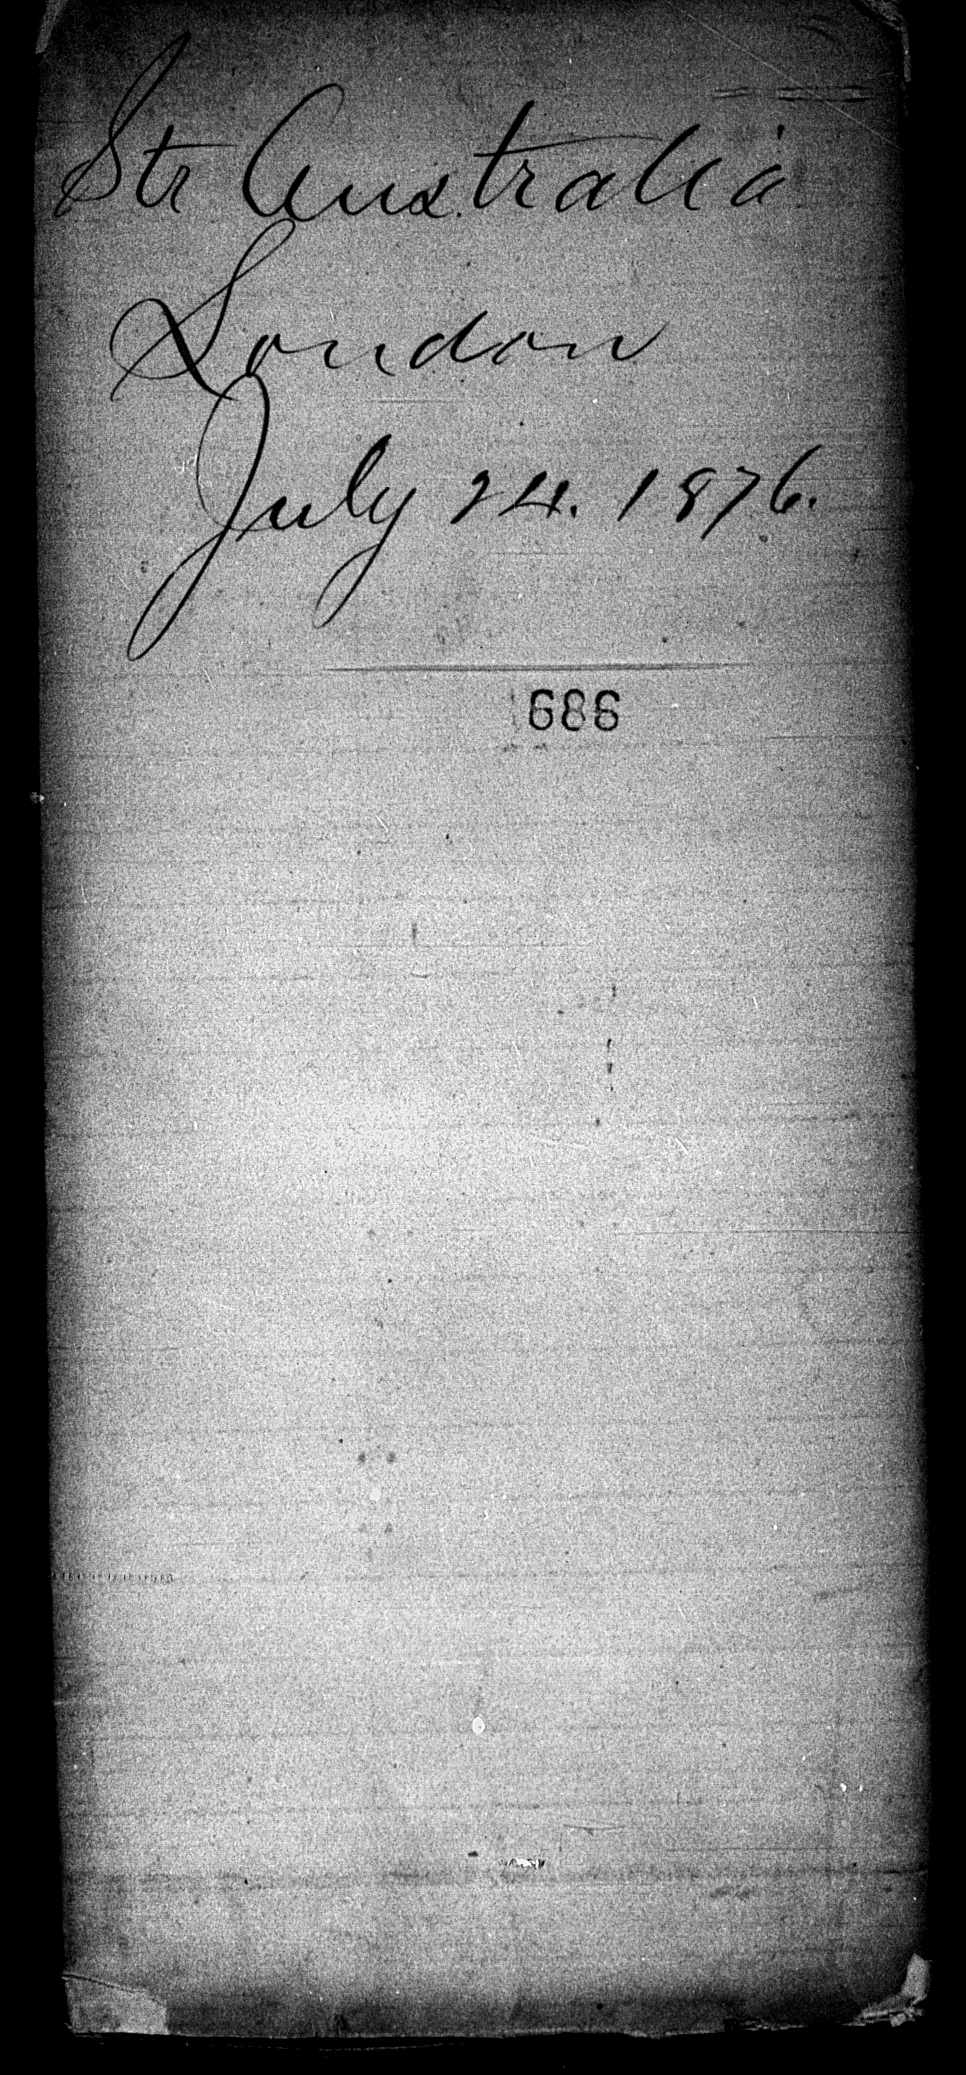 Str Australia
London
July 24. 1876.
686